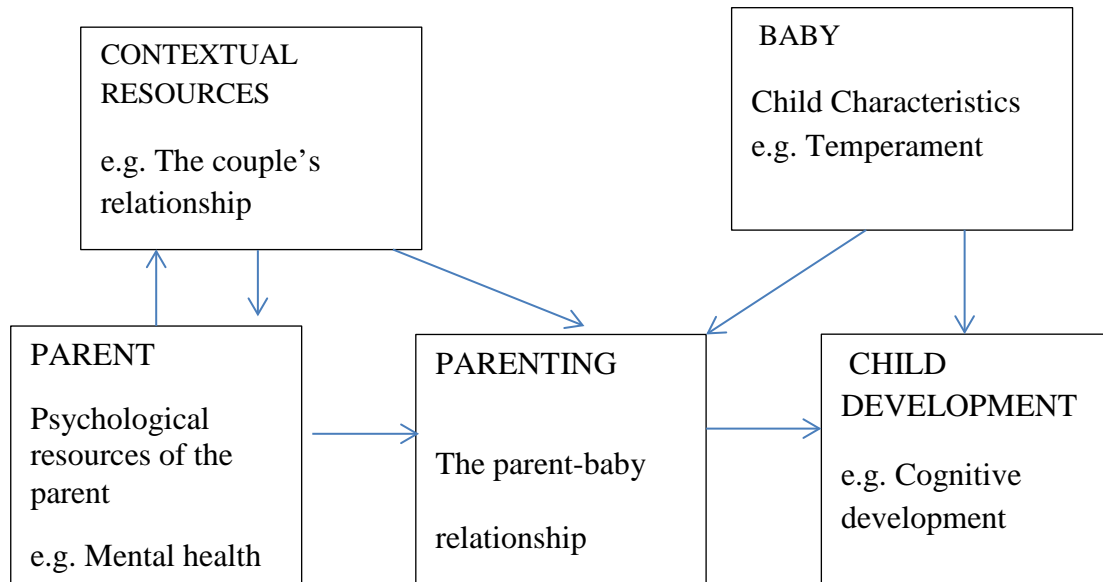 CONTEXTUAL
RESOURCES
e.g. The couple’s
relationship
BABY
Child Characteristics
e.g. Temperament
PARENT
Psychological
resources of the
parent
e.g. Mental health
PARENTING
The parent-baby
relationship
CHILD
DEVELOPMENT
e.g. Cognitive
development